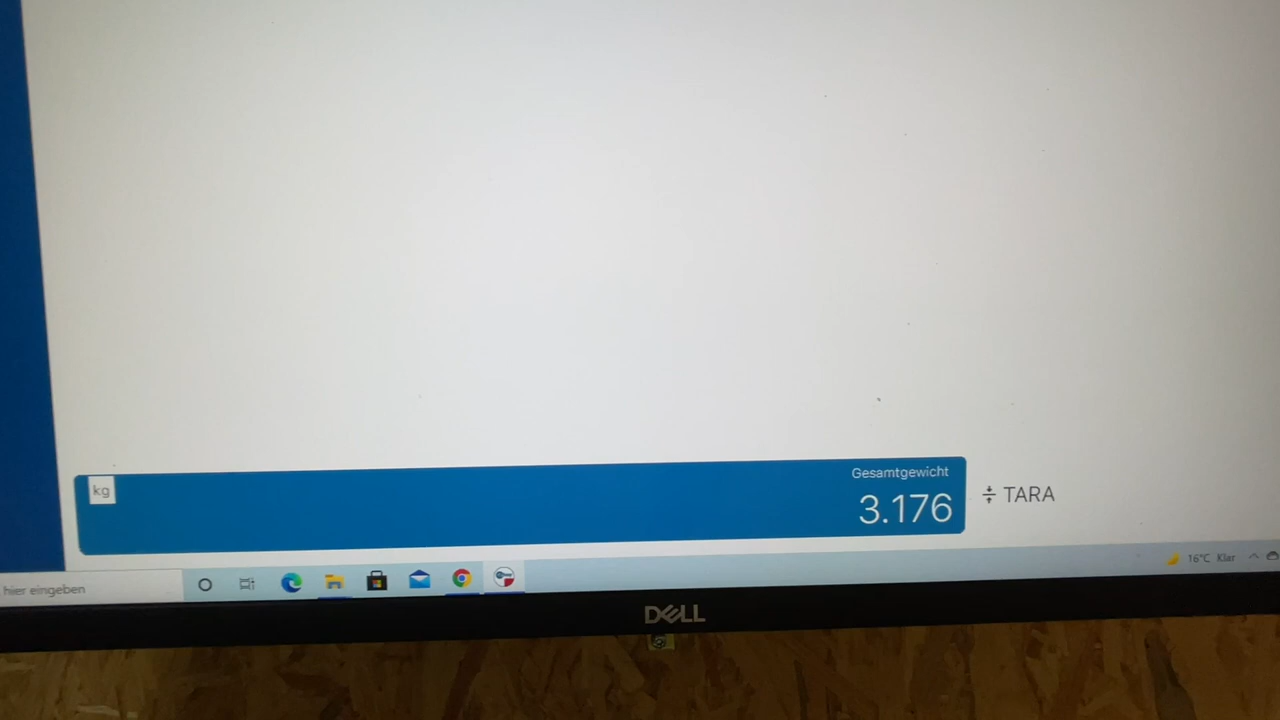 kg
Gesamtgewicht
3.176
TARA
hier eingeben
16°C Klar
DELL